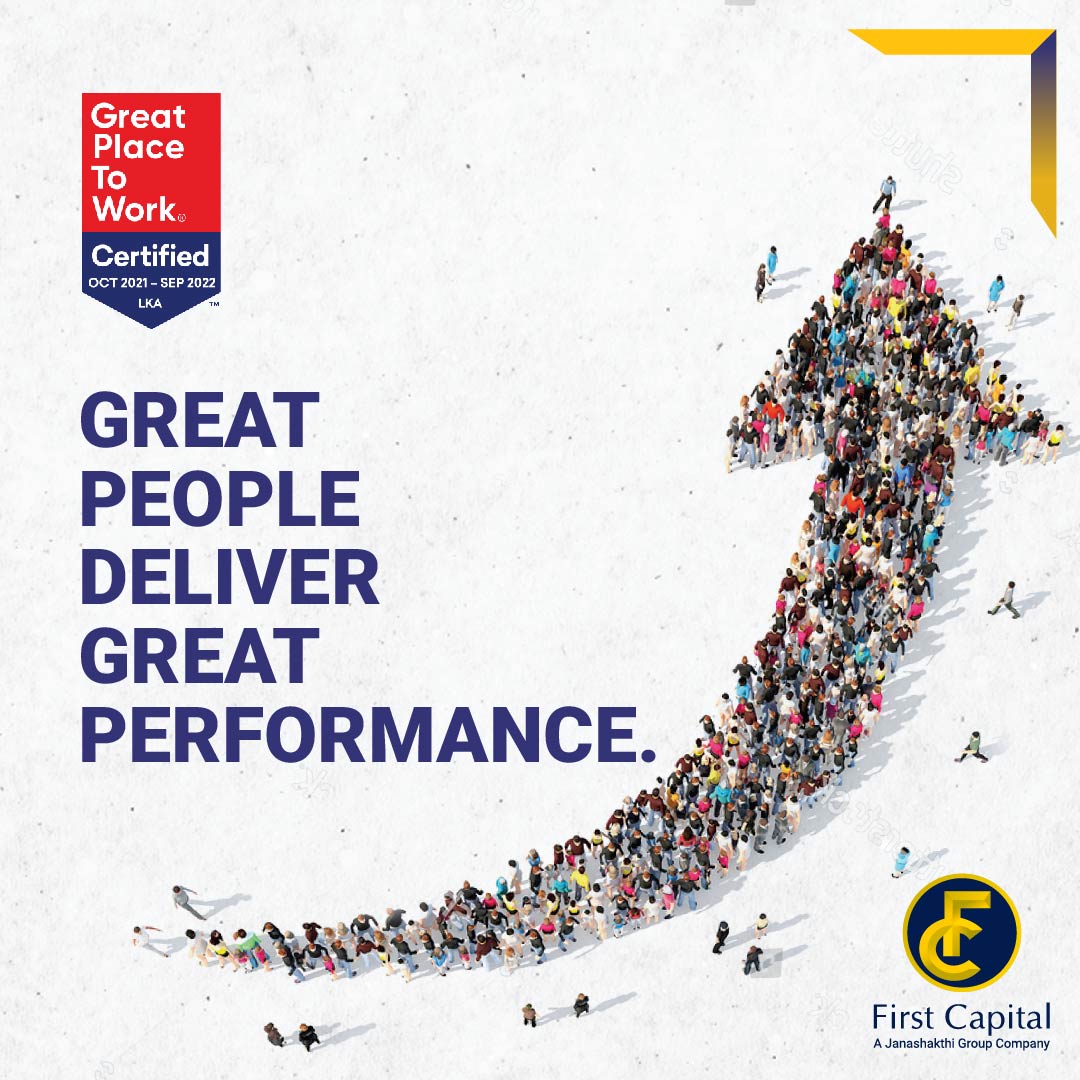 Great
Place
To
Work®
Certified
OCT 2021 – SEP 2022
LKA ™
GREAT
PEOPLE
DELIVER
GREAT
PERFORMANCE.
FC
First Capital
A Janashakthi Group Company